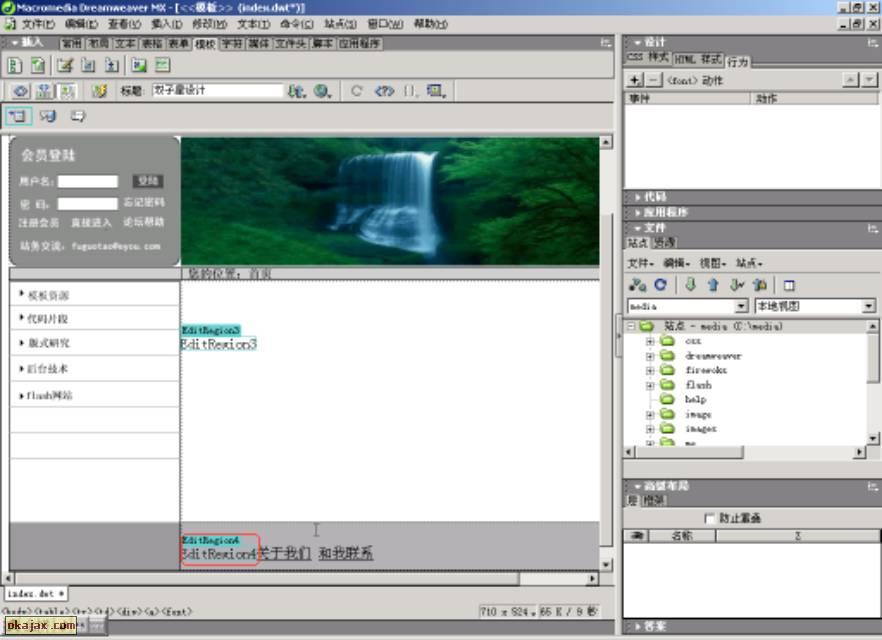 Macromedia Dreamweaver MX - [<<模板>> (index.dwt*)]
文件(F) 编辑(E) 查看(V) 插入(I) 修改(M) 文本(T) 命令(C) 站点(S) 窗口(W) 帮助(H)
插入 常用 布局 文本 表格 表单 模板 字符 媒体 文件头 脚本 应用程序
标题: 双子星设计
会员登陆
用户名: 登陆
密 码: 忘记密码
注册会员 直接进入 论坛帮助
站务交流: fuguotao@eyou.com
您的位置: 首页
模板资源
代码片段
版式研究
后台技术
flash网站
EditRegion3
EditRegion3
EditRegion4
EditRegion4关于我们 和我联系
index.dwt *
<body><table><tr><td><div><a><font>
710 x 524 65 K / 9 秒
okajax.com
设计
CSS 样式 HTML 样式 行为
<font> 动作
事件 动作
代码
应用程序
文件
站点 资源
文件 编辑 视图 站点
media 本地视图
站点 - media (C:\media)
css
dreamweaver
fireworks
flash
help
image
images
高级布局
层 框架
防止重叠
名称 Z
答案